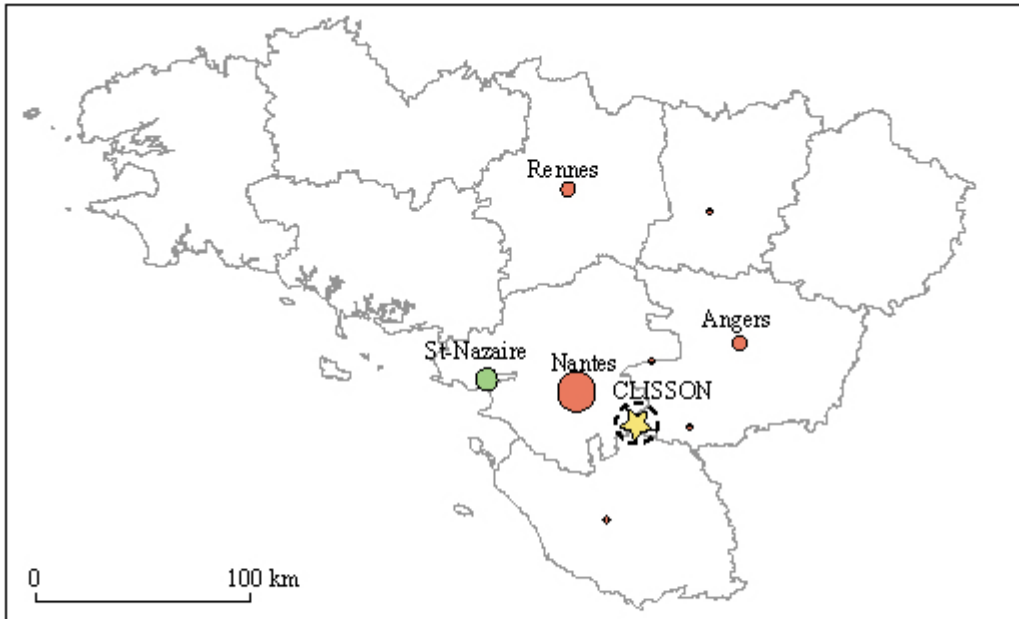 Rennes
Angers
St-Nazaire
Nantes
CLISSON
0 100 km